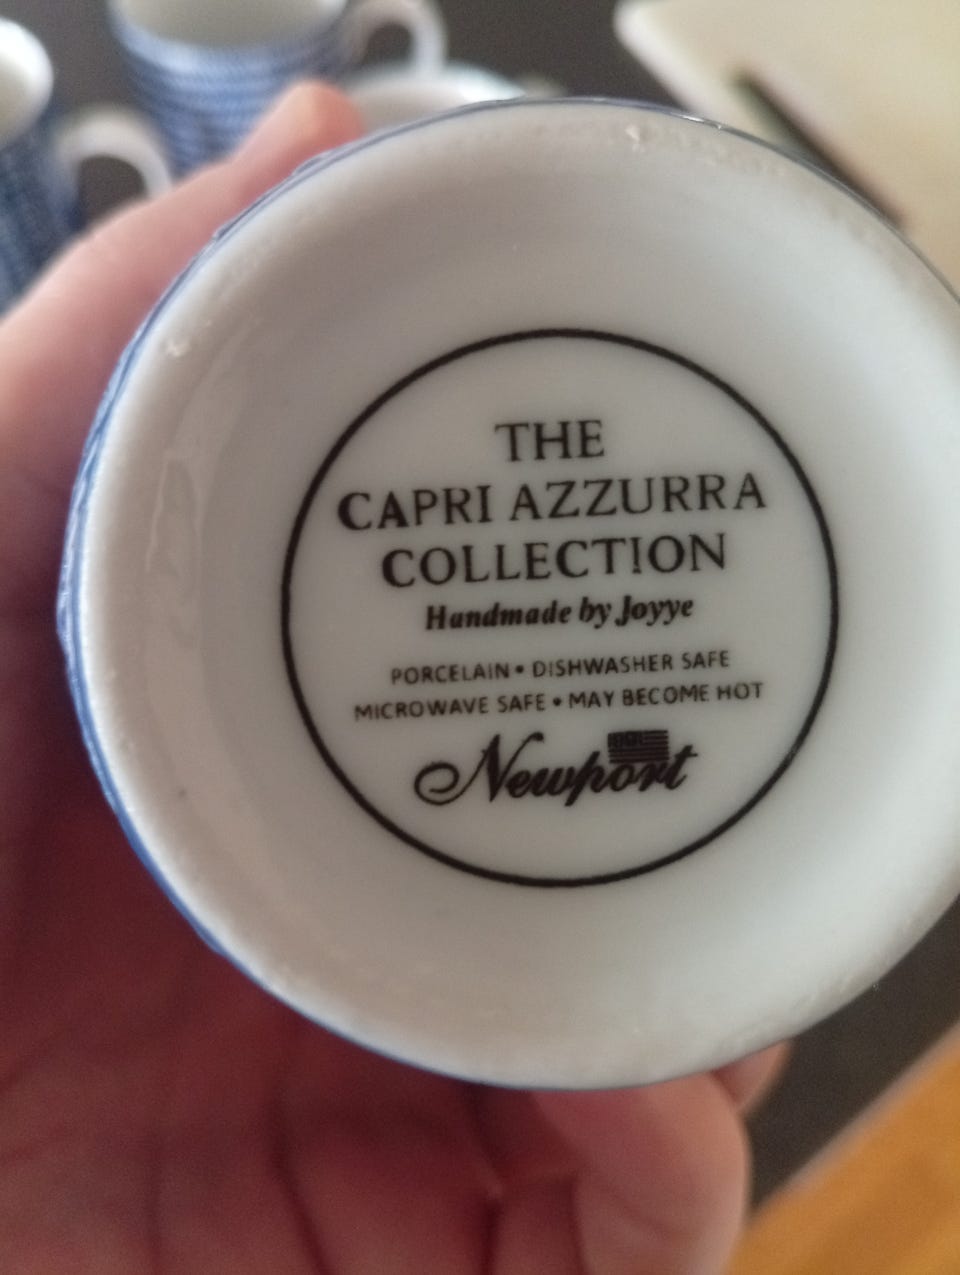 THE
CAPRI AZZURRA
COLLECTION
Handmade by Joyye
PORCELAIN • DISHWASHER SAFE
MICROWAVE SAFE • MAY BECOME HOT
Newport